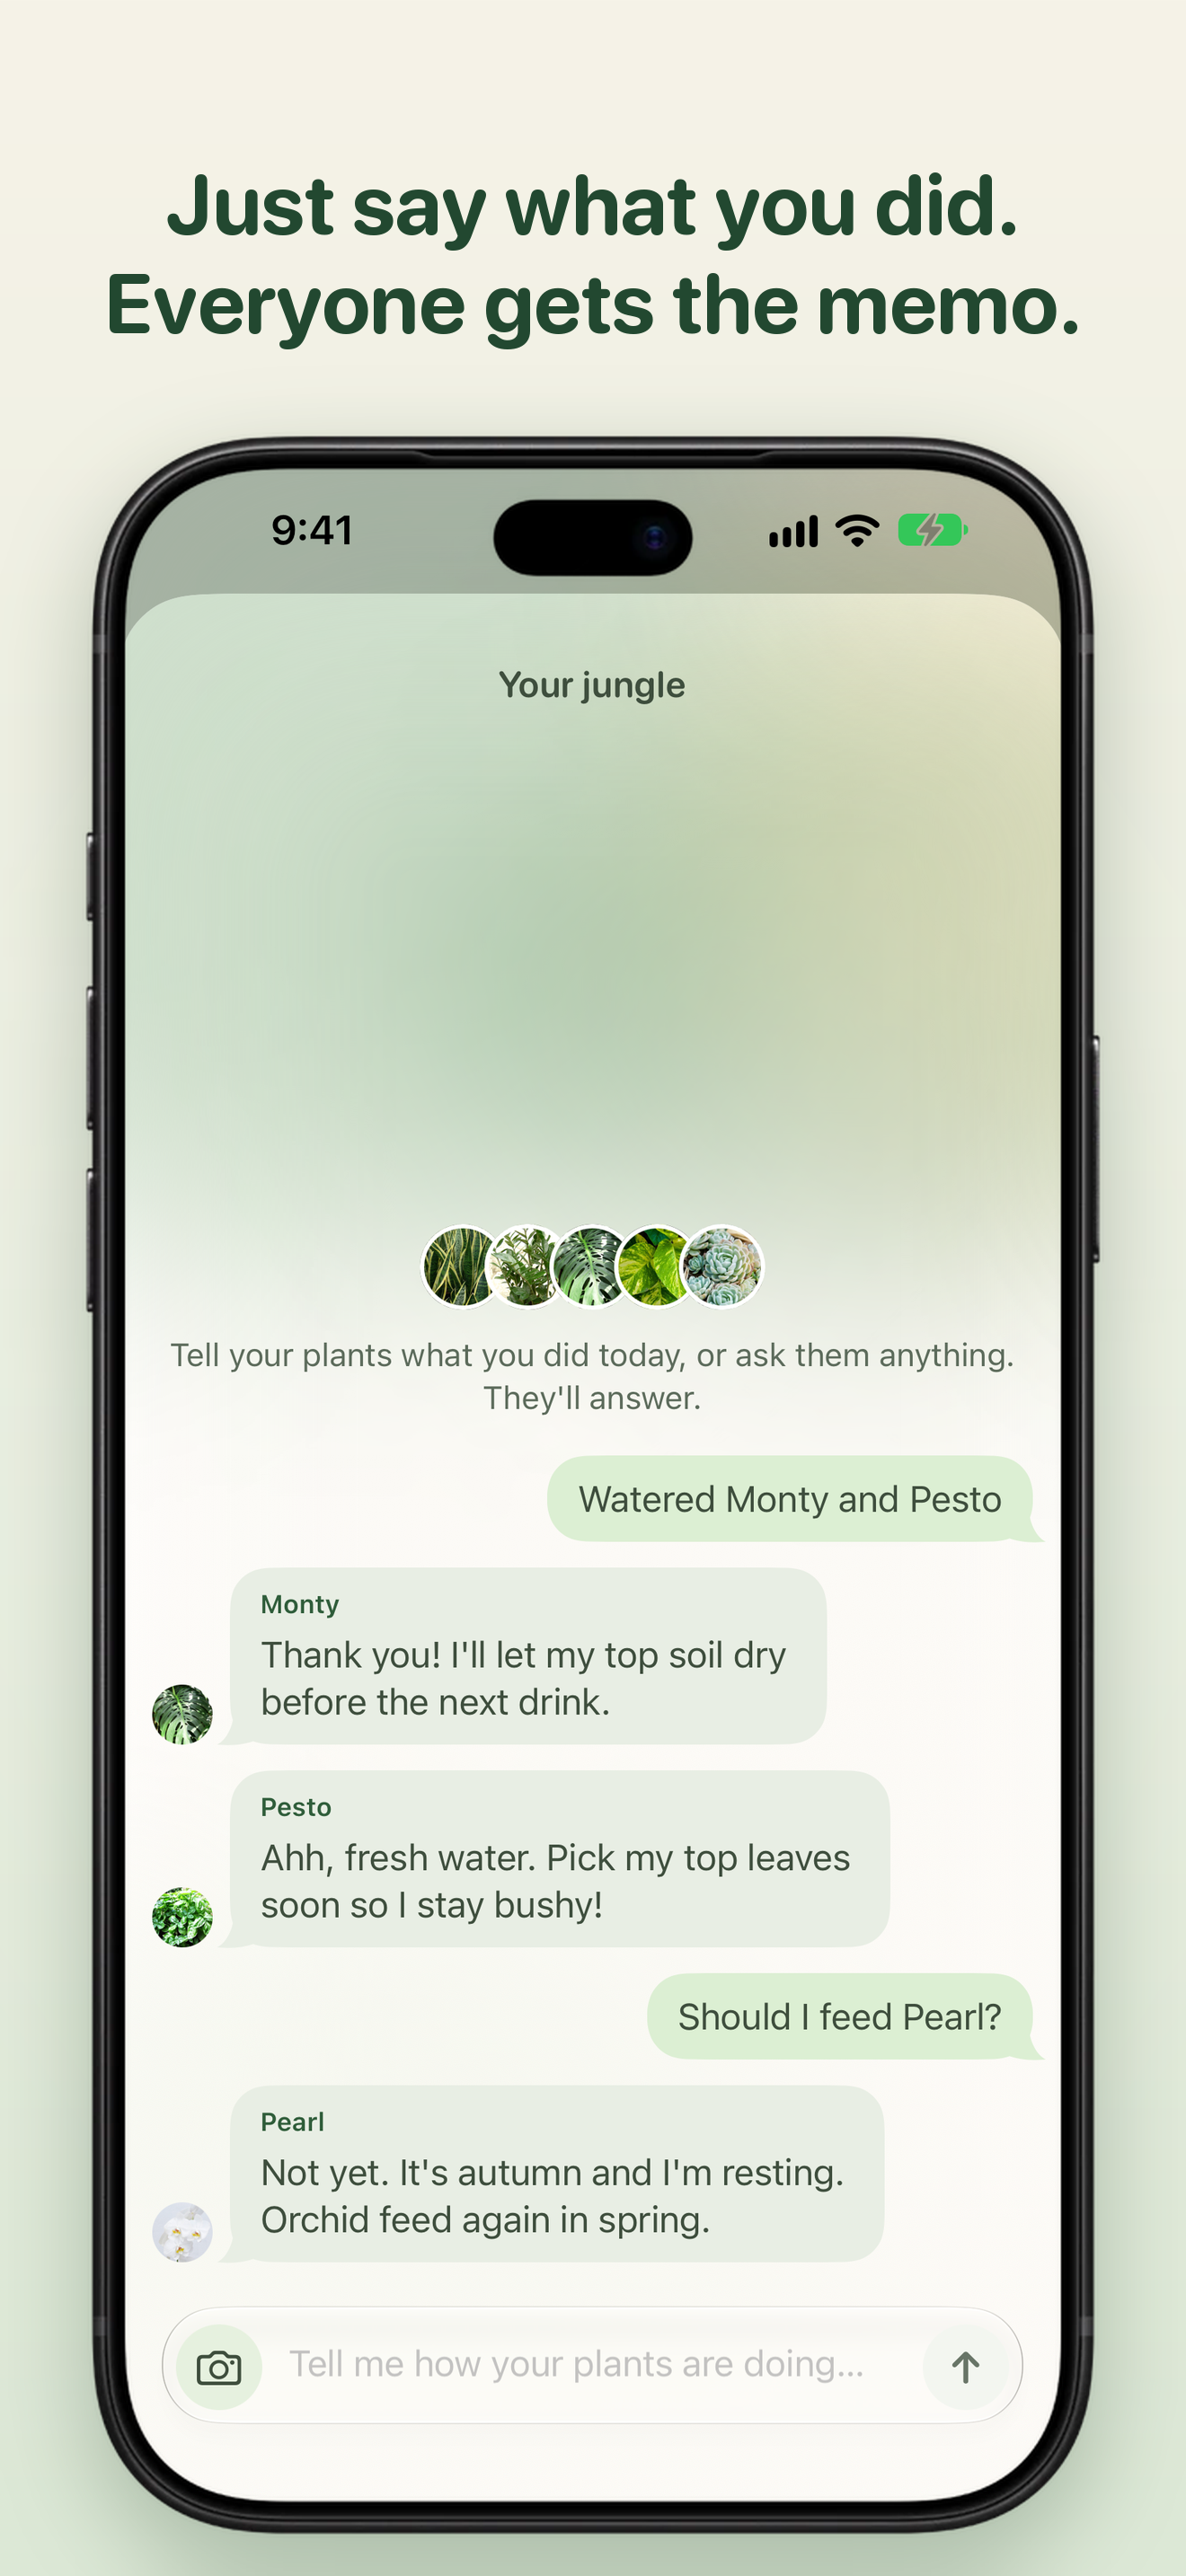 Just say what you did.
Everyone gets the memo.
9:41
Your jungle
Tell your plants what you did today, or ask them anything.
They'll answer.
Watered Monty and Pesto
Monty
Thank you! I'll let my top soil dry
before the next drink.
Pesto
Ahh, fresh water. Pick my top leaves
soon so I stay bushy!
Should I feed Pearl?
Pearl
Not yet. It's autumn and I'm resting.
Orchid feed again in spring.
Tell me how your plants are doing...